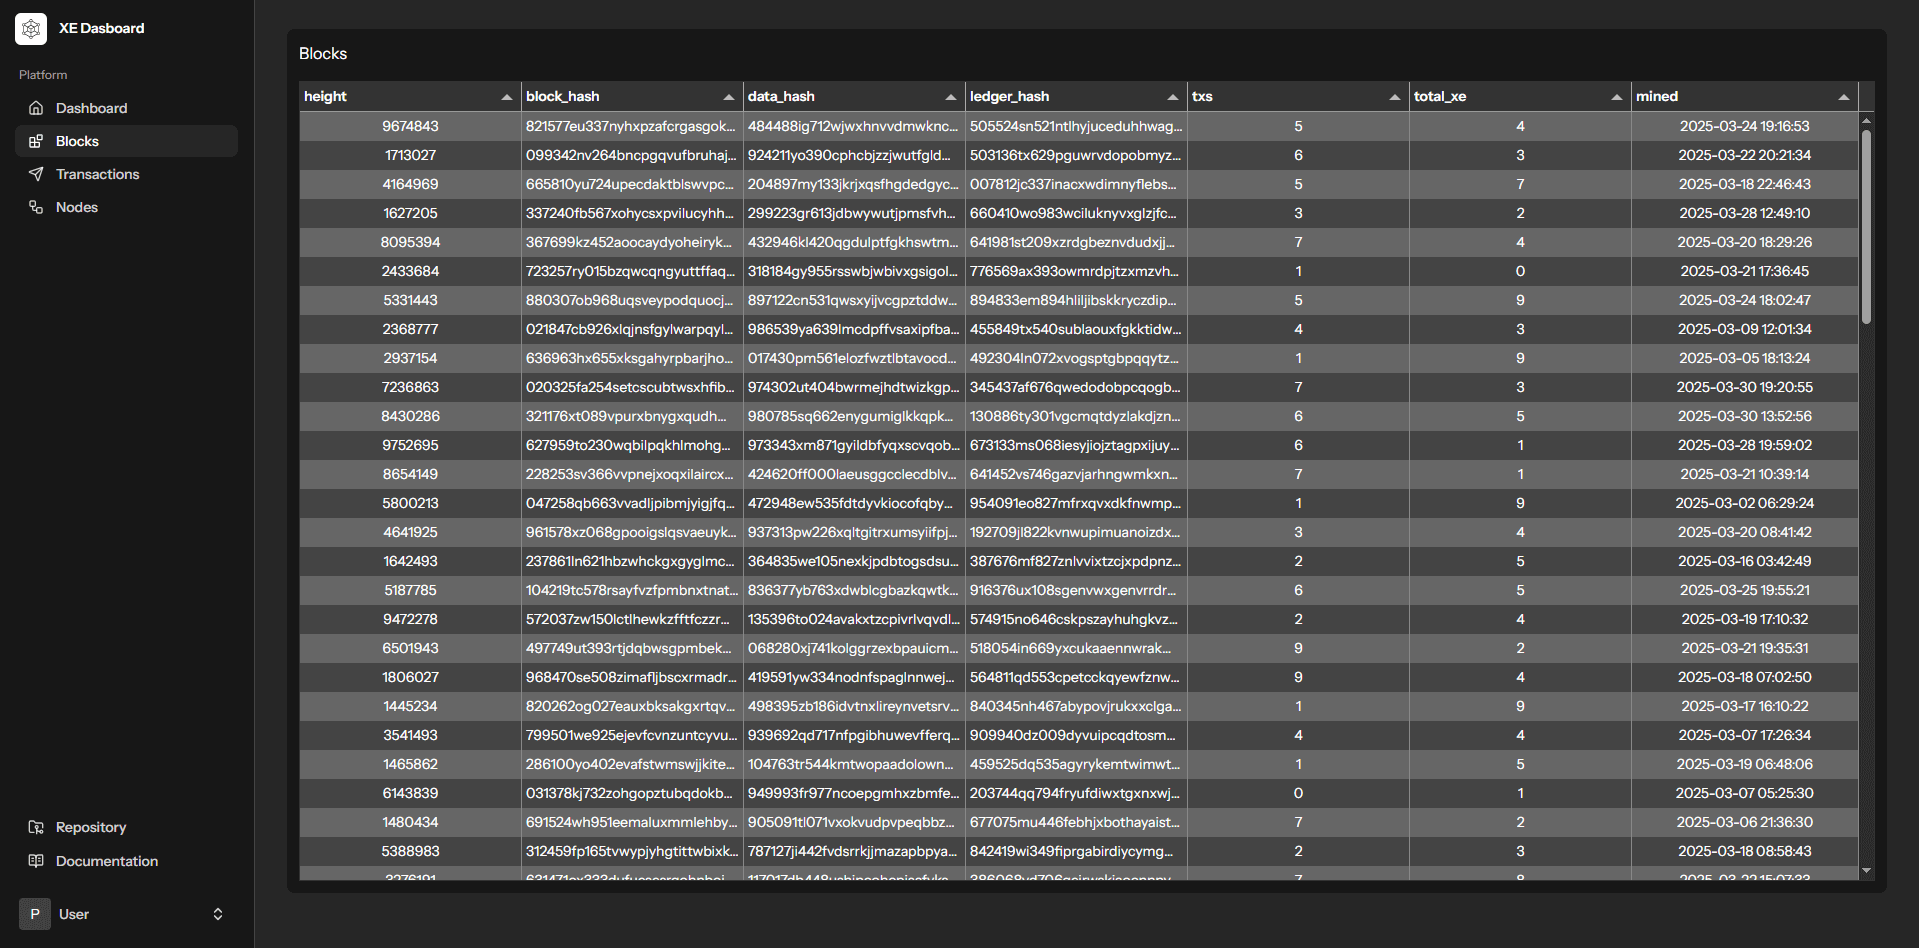 XE Dasboard
Platform
Dashboard
Blocks
Transactions
Nodes
Repository
Documentation
P User
Blocks
height block_hash data_hash ledger_hash txs total_xe mined
9674843 821577eu337nyhxpzafcrgasgok... 484488ig712wjwxhnvvdmwknc... 505524sn521ntlhyjuceduhhwag... 5 4 2025-03-24 19:16:53
1713027 099342nv264bncpgqvufbruhaj... 924211yo390cphcbjzzjwutfgld... 503136tx629pguwrvdopobmyz... 6 3 2025-03-22 20:21:34
4164969 665810yu724upecdaktblswvpc... 204897my133jkrjxqsfhgdedgyc... 007812jc337inacxwdimnyflebs... 5 7 2025-03-18 22:46:43
1627205 337240fb567xohycsxpvilucyhh... 299223gr613jdbwywutjpmsfvh... 660410wo983wciluknyvxglzjfc... 3 2 2025-03-28 12:49:10
8095394 367699kz452aoocaydyoheiryk... 432946kl420qgdulptfgkhswtm... 641981st209xzrdgbeznvdudxjj... 7 4 2025-03-20 18:29:26
2433684 723257ry015bzqwcqngyuttffaq... 318184gy955rsswbjwbivxgsigol... 776569ax393owmrdpjtzxmzvh... 1 0 2025-03-21 17:36:45
5331443 880307ob968uqsveypodquocj... 897122cn531qwsxyijvcgpztddw... 894833em894hliljibskkryczdip... 5 9 2025-03-24 18:02:47
2368777 021847cb926xlqjnsfgylwarpqyl... 986539ya639lmcdpffvsaxipfba... 455849tx540sublaouxfgkktidw... 4 3 2025-03-09 12:01:34
2937154 636963hx655xksgahyrpbarjho... 017430pm561elozfwztlbtavocd... 492304ln072xvogsptgbpqqytz... 1 9 2025-03-05 18:13:24
7236863 020325fa254setcscubtwsxhfib... 974302ut404bwrmejhdtwizkgp... 345437af676qwedodobpcqogb... 7 3 2025-03-30 19:20:55
8430286 321176xt089vpurxbnygxqudh... 980785sq662enygumiglkkqpk... 130886ty301vgcmqtdyzlakdjzn... 6 5 2025-03-30 13:52:56
9752695 627959to230wqbilpqkhlmohg... 973343xm871gyildbfyqxscvqob... 673133ms068iesyjiojztagpxijuy... 6 1 2025-03-28 19:59:02
8654149 228253sv366vvpnejxoqxilaircx... 424620ff000laeusggcclecdblv... 641452vs746gazvjarhngwmkxn... 7 1 2025-03-21 10:39:14
5800213 047258qb663vvadljpibmjyigjfq... 472948ew535fdtdyvkiocofqby... 954091eo827mfrxqvxdkfnwmp... 1 9 2025-03-02 06:29:24
4641925 961578xz068gpooigslqsvaeuyk... 937313pw226xqltgitrxumsyiifpj... 192709jl822kvnwupimuanoizdx... 3 4 2025-03-20 08:41:42
1642493 237861ln621hbzwhckgxgyglmc... 364835we105nexkjpdbtogsdsu... 387676mf827znlvvixtzcjxpdpnz... 2 5 2025-03-16 03:42:49
5187785 104219tc578rsayfvzfpmbnxtnat... 836377yb763xdwblcgbazkqwtk... 916376ux108sgenvwxgenvrrdr... 6 5 2025-03-25 19:55:21
9472278 572037zw150lctlhewkzfftfczzr... 135396to024avakxtzcpivrlvqvdl... 574915no646cskpszayhuhgkvz... 2 4 2025-03-19 17:10:32
6501943 497749ut393rtjdqbwsgpmbek... 068280xj741kolggrzexbpauicm... 518054in669yxcukaaennwrak... 9 2 2025-03-21 19:35:31
1806027 968470se508zimafljbscxrmadr... 419591yw334nodnfspaglnnwej... 564811qd553cpetcckqyewfznw... 9 4 2025-03-18 07:02:50
1445234 820262og027eauxbksakgxrtqv... 498395zb186idvtnxlireynvetsrv... 840345nh467abypovjrukxxclga... 1 9 2025-03-17 16:10:22
3541493 799501we925ejevfcvnzuntcyvu... 939692qd717nfpgibhuwevfferq... 909940dz009dyvuipcqdtosm... 4 4 2025-03-07 17:26:34
1465862 286100yo402evafstwmswjjkite... 104763tr544kmtwopaadolown... 459525dq535agyrykemtwimwt... 1 5 2025-03-19 06:48:06
6143839 031378kj732zohgopztubqdokb... 949993fr977ncoepgmhxzbmfe... 203744qq794fryufdiwxtgxnxwj... 0 1 2025-03-07 05:25:30
1480434 691524wh951eemaluxmmlehby... 905091tl071vxokvudpvpeqbbz... 677075mu446febhjxbothayaist... 7 2 2025-03-06 21:36:30
5388983 312459fp165tvwypjyhgtittwbixk... 787127ji442fvdsrrkjjmazapbpya... 842419wi349fiprgabirdiycymg... 2 3 2025-03-18 08:58:43